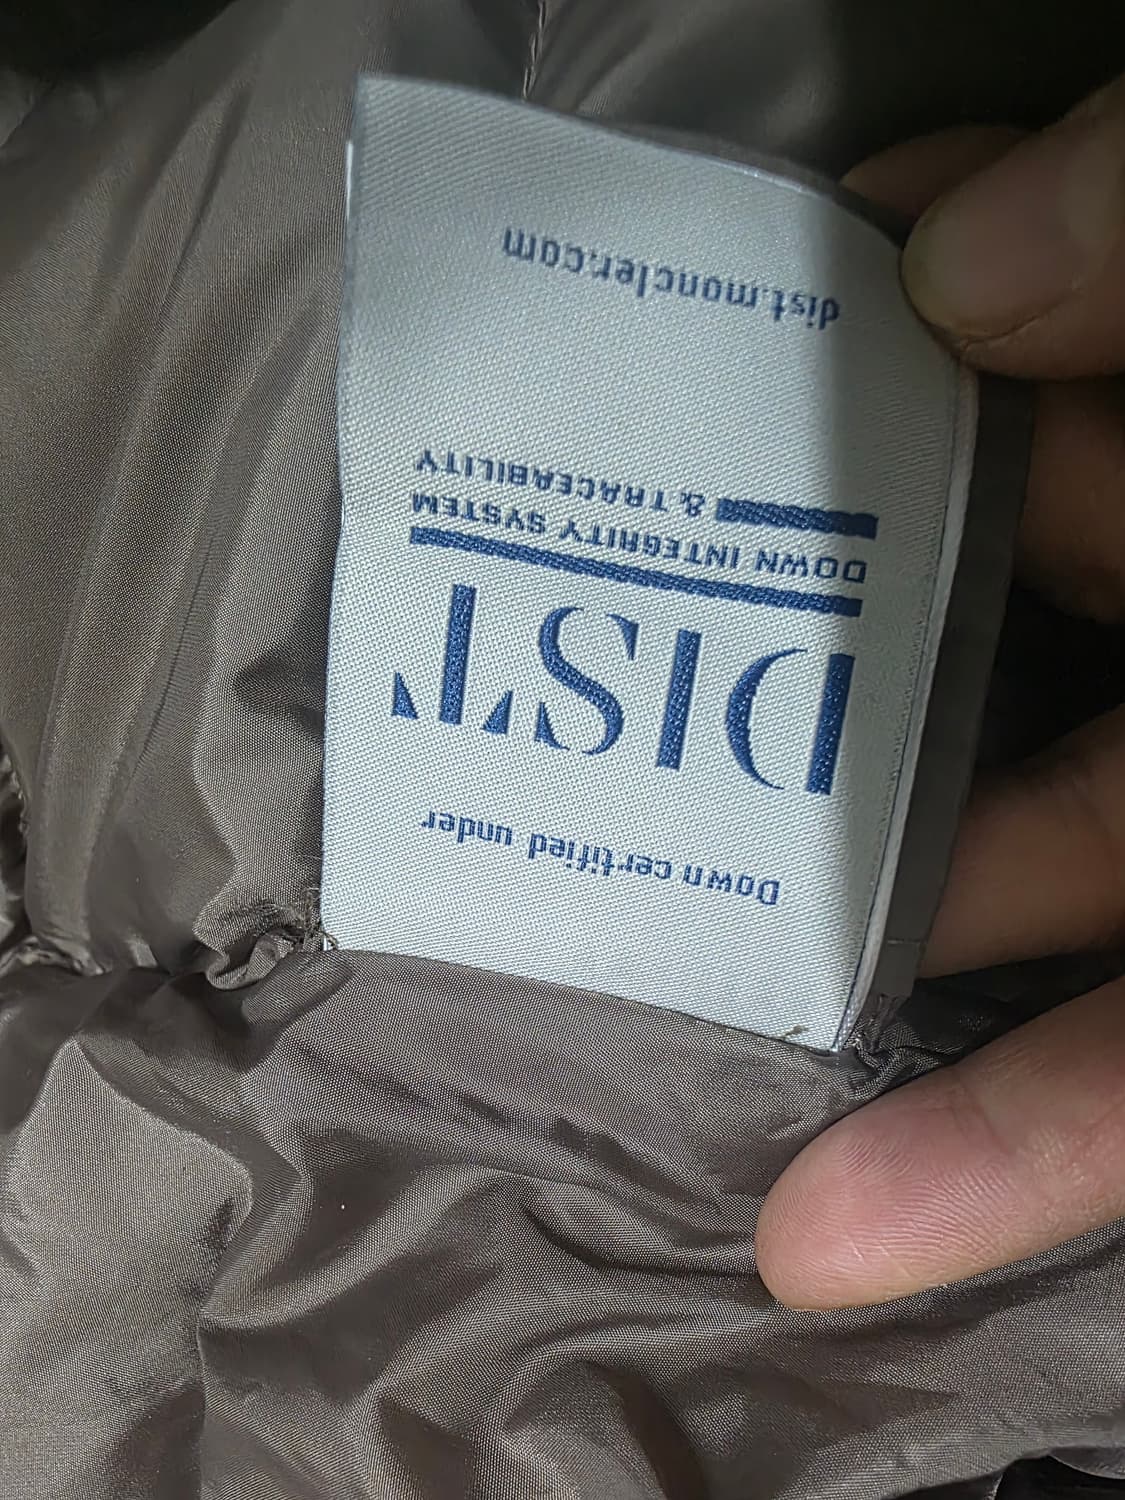 Down certified under
DIST
DOWN INTEGRITY SYSTEM
& TRACEABILITY
dist.moncler.com